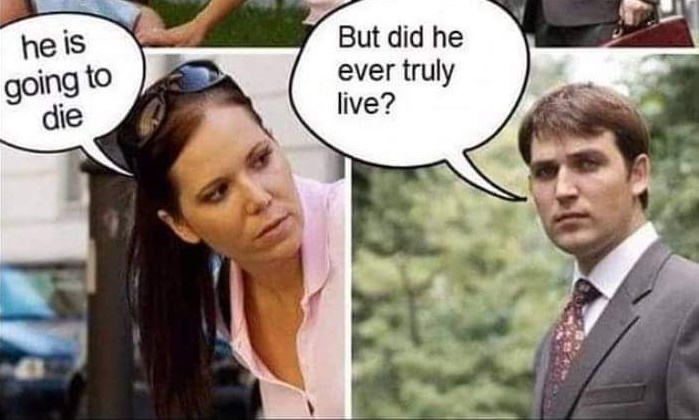 he is
going to
die
But did he
ever truly
live?